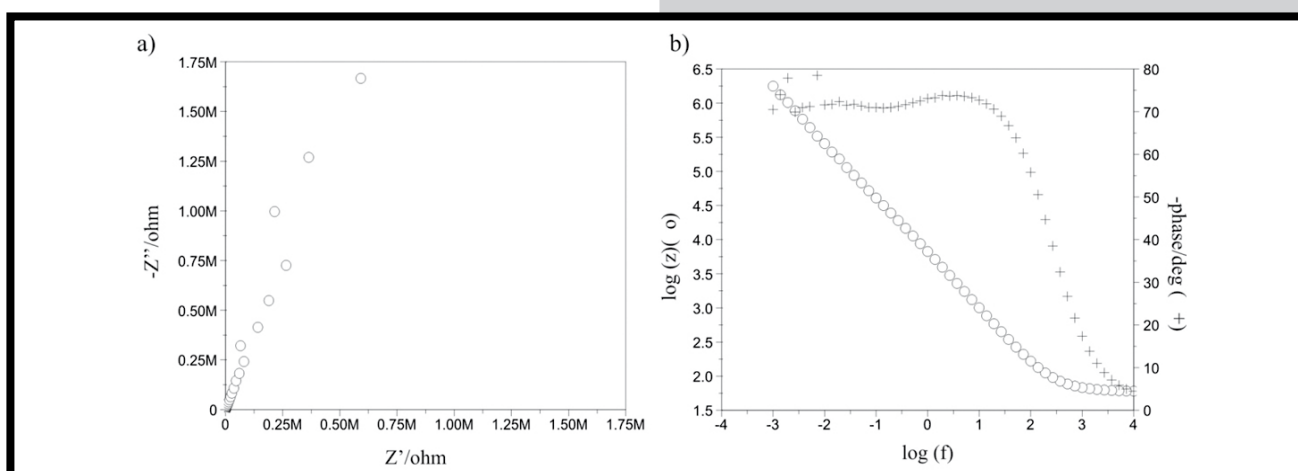 a)
1.75M
1.50M
1.25M
1.00M
0.75M
0.50M
0.25M
0
-Z’’/ohm
0 0.25M 0.50M 0.75M 1.00M 1.25M 1.50M 1.75M
Z’/ohm
b)
6.5
6.0
5.5
5.0
4.5
4.0
3.5
3.0
2.5
2.0
1.5
log (z)( o)
80
70
60
50
40
30
20
10
0
-phase/deg ( +)
-4 -3 -2 -1 0 1 2 3 4
log (f)